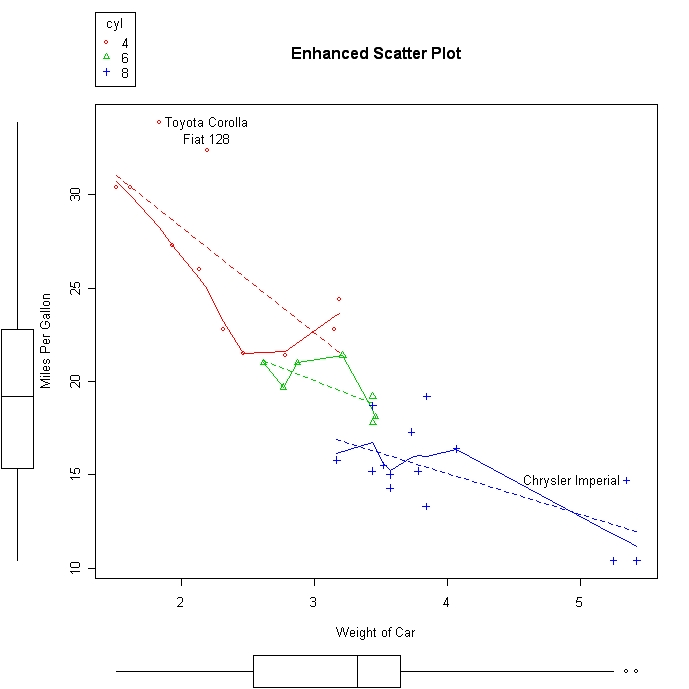 cyl
4
6
8
Enhanced Scatter Plot
Toyota Corolla
Fiat 128
Chrysler Imperial
Miles Per Gallon
30
25
20
15
10
2 3 4 5
Weight of Car